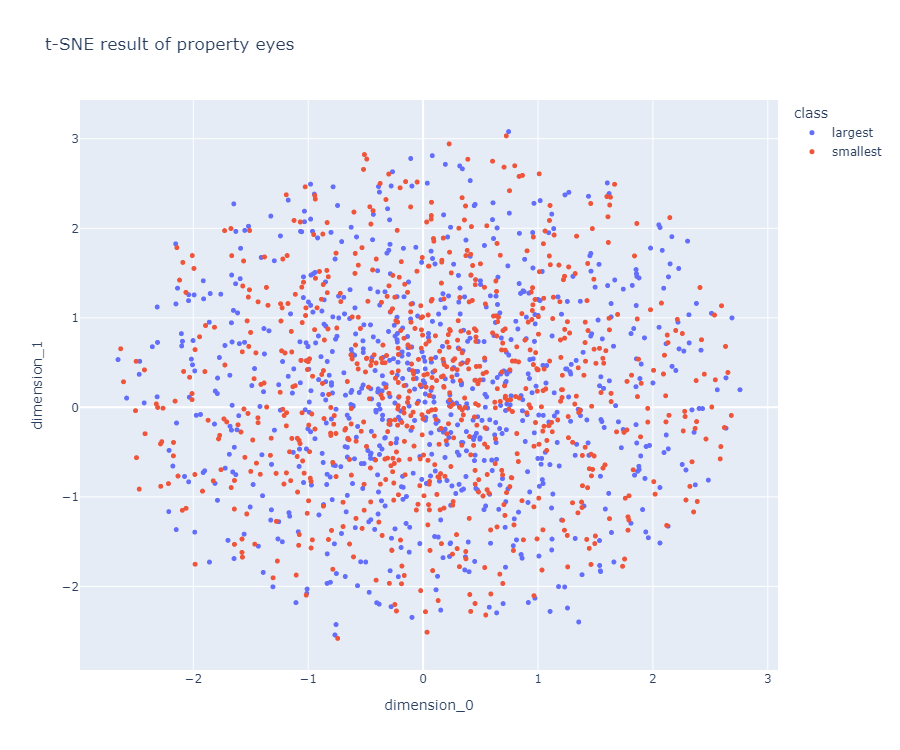 t-SNE result of property eyes
class
largest
smallest
3
2
1
0
−1
−2
dimension_1
−2
−1
0
1
2
3
dimension_0